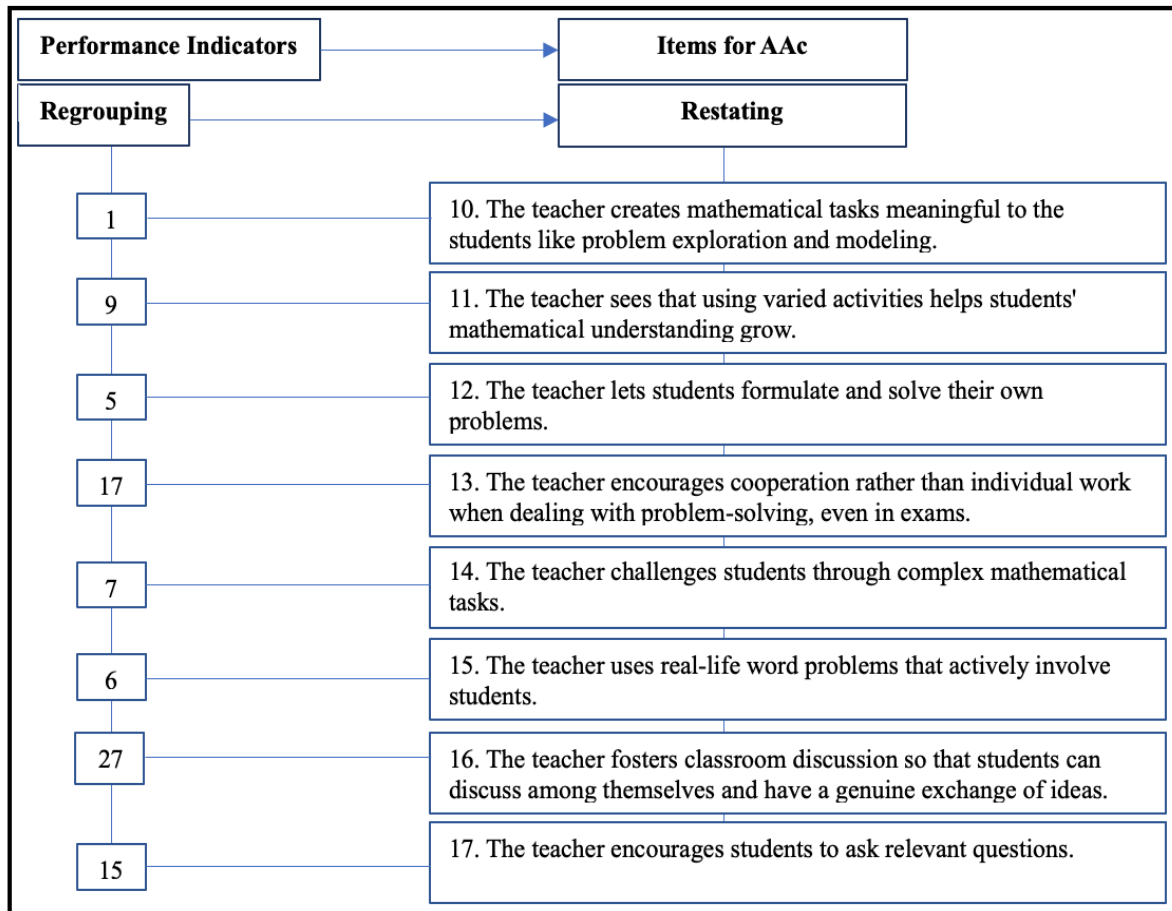 Performance Indicators
Items for AAc
Regrouping
Restating
1
10. The teacher creates mathematical tasks meaningful to the
students like problem exploration and modeling.
9
11. The teacher sees that using varied activities helps students'
mathematical understanding grow.
5
12. The teacher lets students formulate and solve their own
problems.
17
13. The teacher encourages cooperation rather than individual work
when dealing with problem-solving, even in exams.
7
14. The teacher challenges students through complex mathematical
tasks.
6
15. The teacher uses real-life word problems that actively involve
students.
27
16. The teacher fosters classroom discussion so that students can
discuss among themselves and have a genuine exchange of ideas.
15
17. The teacher encourages students to ask relevant questions.